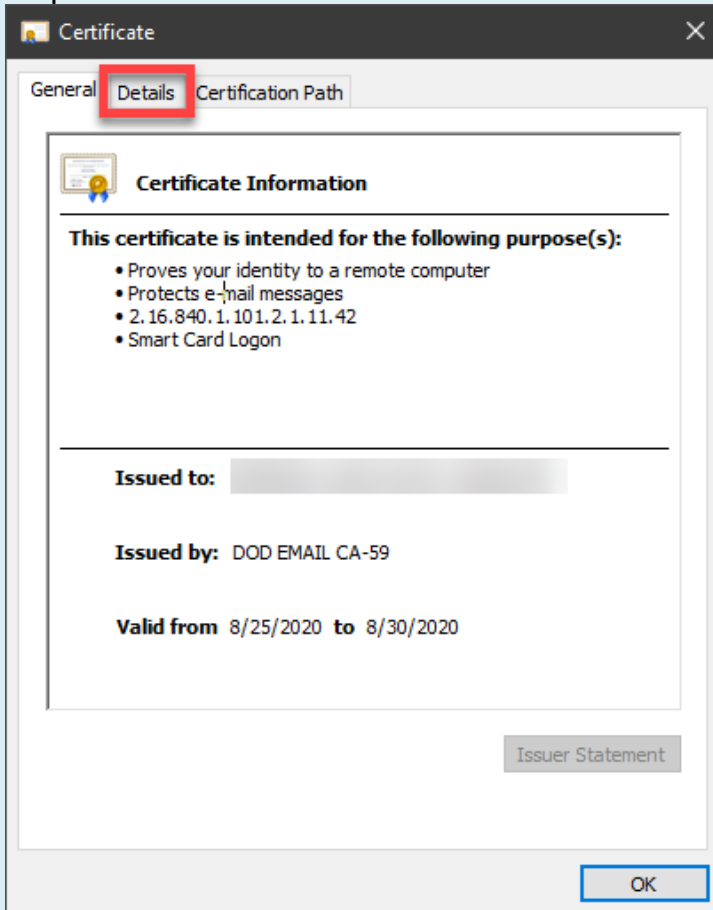 Certificate
General Details Certification Path
Certificate Information
This certificate is intended for the following purpose(s):
• Proves your identity to a remote computer
• Protects e-mail messages
• 2.16.840.1.101.2.1.11.42
• Smart Card Logon
Issued to:
Issued by: DOD EMAIL CA-59
Valid from 8/25/2020 to 8/30/2020
Issuer Statement
OK